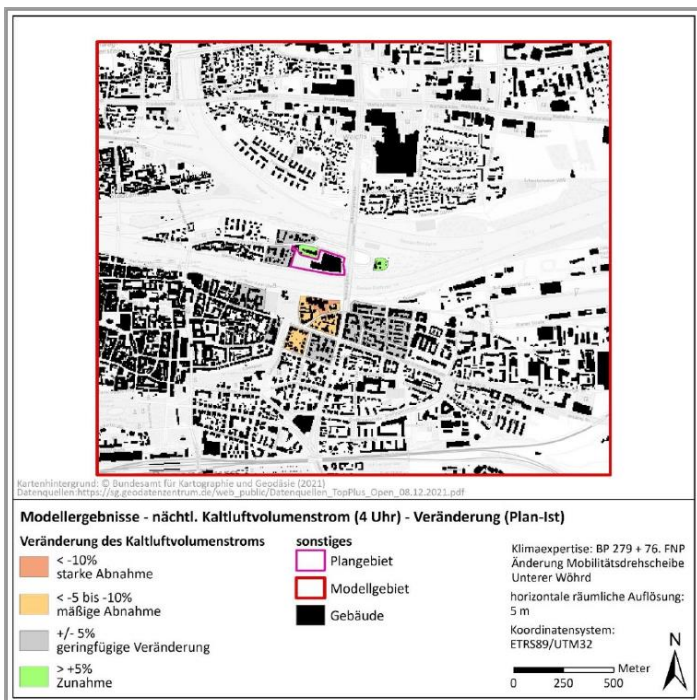 Kartenhintergrund: © Bundesamt für Kartographie und Geodäsie (2021)
Datenquellen:https://sg.geodatenzentrum.de/web_public/Datenquellen_TopPlus_Open_08.12.2021.pdf
Modellergebnisse - nächtl. Kaltluftvolumenstrom (4 Uhr) - Veränderung (Plan-Ist)
Veränderung des Kaltluftvolumenstroms
< -10%
starke Abnahme
< -5 bis -10%
mäßige Abnahme
+/- 5%
geringfügige Veränderung
> +5%
Zunahme
sonstiges
Plangebiet
Modellgebiet
Gebäude
Klimaexpertise: BP 279 + 76. FNP
Änderung Mobilitätsdrehscheibe
Unterer Wöhrd
horizontale räumliche Auflösung:
5 m
Koordinatensystem:
ETRS89/UTM32
N
Meter
0 250 500